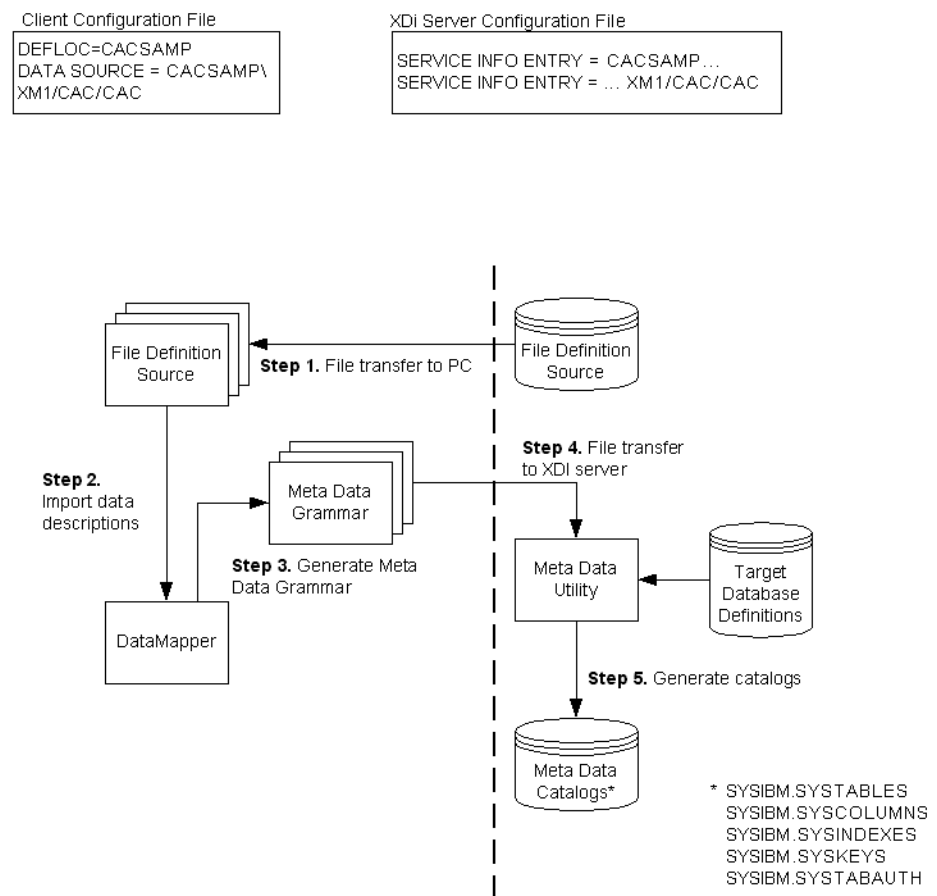 Client Configuration File
DEFLOC=CACSAMP
DATA SOURCE = CACSAMP\
XM1/CAC/CAC
XDi Server Configuration File
SERVICE INFO ENTRY = CACSAMP...
SERVICE INFO ENTRY = ... XM1/CAC/CAC
File Definition
Source
Step 1. File transfer to PC
File Definition
Source
Step 2.
Import data
descriptions
Meta Data
Grammar
Step 3. Generate Meta
Data Grammar
DataMapper
Step 4. File transfer
to XDI server
Meta Data
Utility
Target
Database
Definitions
Step 5. Generate catalogs
Meta Data
Catalogs*
* SYSIBM.SYSTABLES
SYSIBM.SYSCOLUMNS
SYSIBM.SYSINDEXES
SYSIBM.SYSKEYS
SYSIBM.SYSTABAUTH